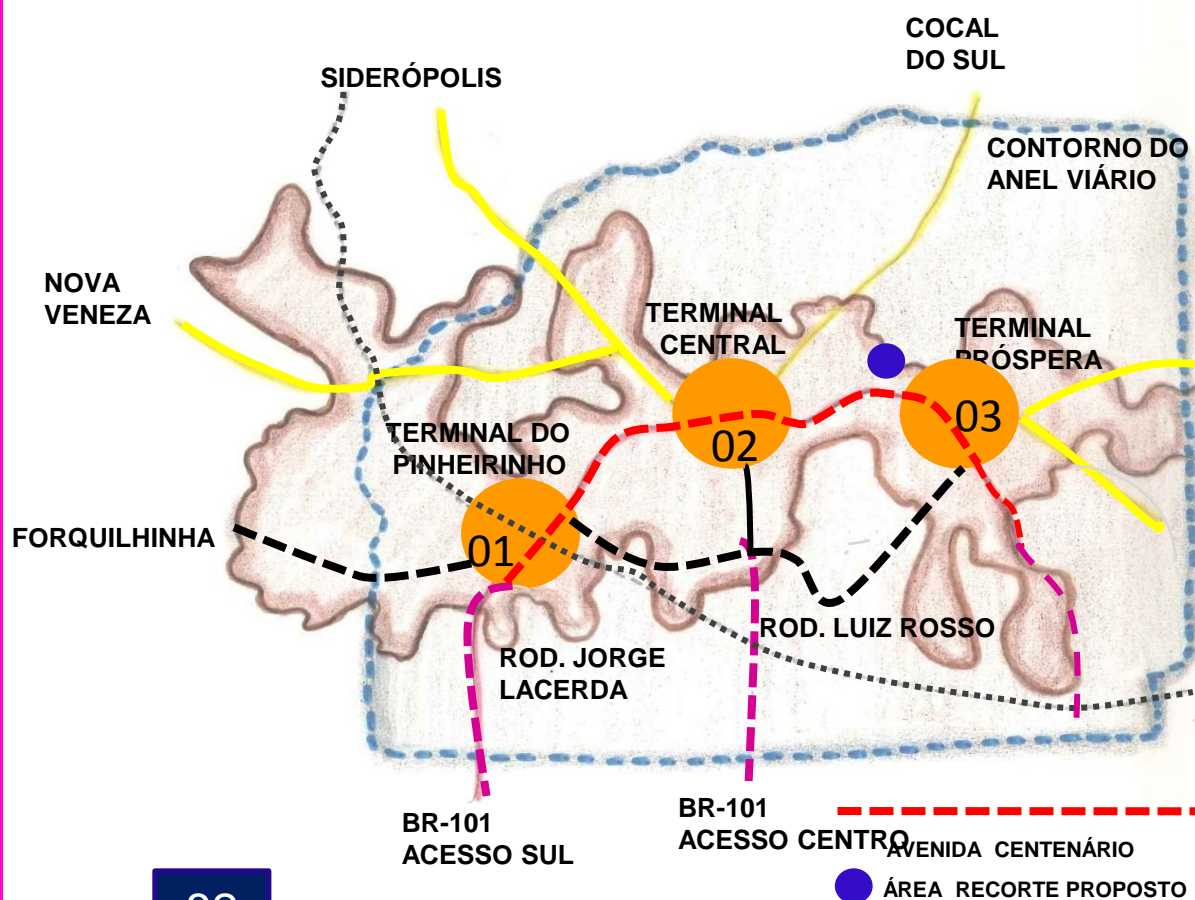 COCAL
DO SUL
SIDERÓPOLIS
CONTORNO DO
ANEL VIÁRIO
NOVA
VENEZA
TERMINAL
CENTRAL
TERMINAL
PRÓSPERA
03
02
TERMINAL DO
PINHEIRINHO
FORQUILHINHA
01
ROD. LUIZ ROSSO
ROD. JORGE
LACERDA
BR-101
ACESSO SUL
BR-101
ACESSO CENTRO
AVENIDA CENTENÁRIO
ÁREA RECORTE PROPOSTO